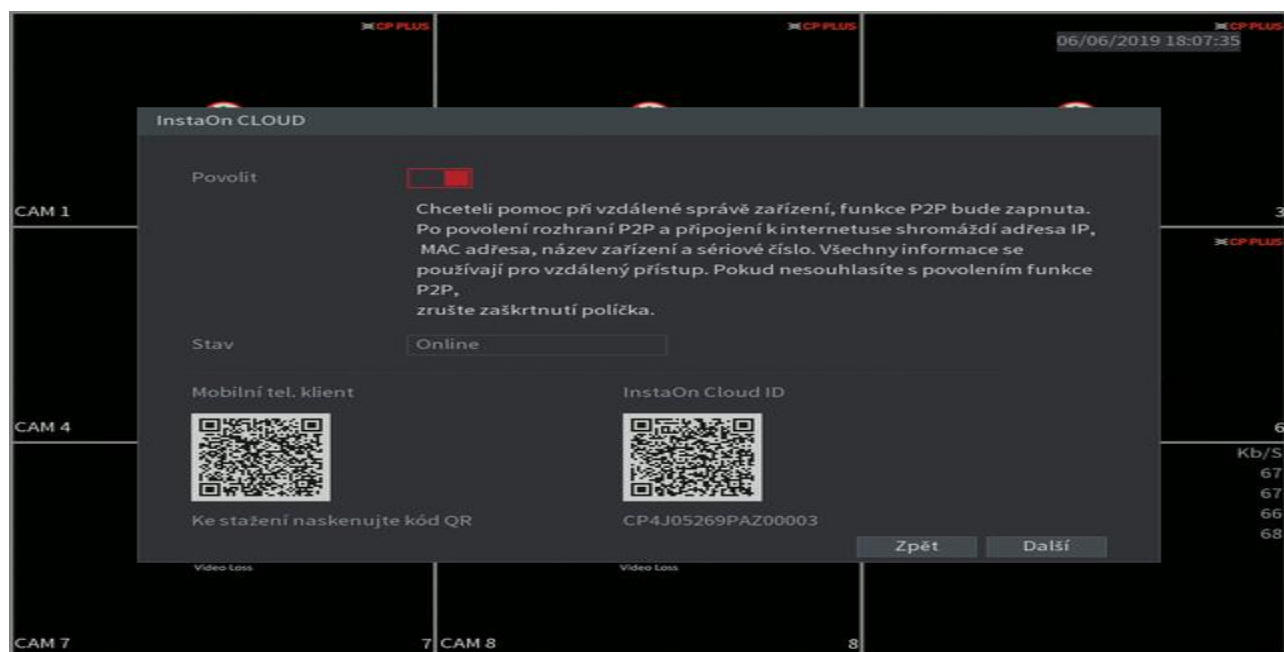 CP PLUS
CP PLUS
CP PLUS
06/06/2019 18:07:35
InstaOn CLOUD
Povolit
Chceteli pomoc při vzdálené správě zařízení, funkce P2P bude zapnuta.
Po povolení rozhraní P2P a připojení k internetuse shromáždí adřesa IP,
MAC adřesa, název zařízení a sériové číslo. Všechny informace se
používají pro vzdálený přístup. Pokud nesouhlasíte s povolením funkce
P2P,
zrušte zaškrtnutí políčka.
CAM 1
3
CP PLUS
Stav
Online
Mobilní tel. klient
InstaOn Cloud ID
CAM 4
6
Kb/S
67
67
66
68
Ke stažení naskenujte kód QR
CP4J05269PAZ00003
Zpět
Další
Video Loss
Video Loss
CAM 7
7
CAM 8
8